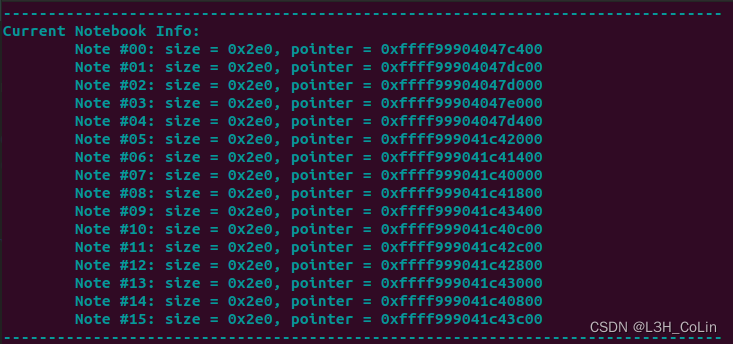 --------------------------------------------------------------------------------
Current Notebook Info:
Note #00: size = 0x2e0, pointer = 0xffff99904047c400
Note #01: size = 0x2e0, pointer = 0xffff99904047dc00
Note #02: size = 0x2e0, pointer = 0xffff99904047d000
Note #03: size = 0x2e0, pointer = 0xffff99904047e000
Note #04: size = 0x2e0, pointer = 0xffff99904047d400
Note #05: size = 0x2e0, pointer = 0xffff999041c42000
Note #06: size = 0x2e0, pointer = 0xffff999041c41400
Note #07: size = 0x2e0, pointer = 0xffff999041c40000
Note #08: size = 0x2e0, pointer = 0xffff999041c41800
Note #09: size = 0x2e0, pointer = 0xffff999041c43400
Note #10: size = 0x2e0, pointer = 0xffff999041c40c00
Note #11: size = 0x2e0, pointer = 0xffff999041c42c00
Note #12: size = 0x2e0, pointer = 0xffff999041c42800
Note #13: size = 0x2e0, pointer = 0xffff999041c43000
Note #14: size = 0x2e0, pointer = 0xffff999041c40800
Note #15: size = 0x2e0, pointer = 0xffff999041c43c00
CSDN @L3H_CoLin
--------------------------------------------------------------------------------